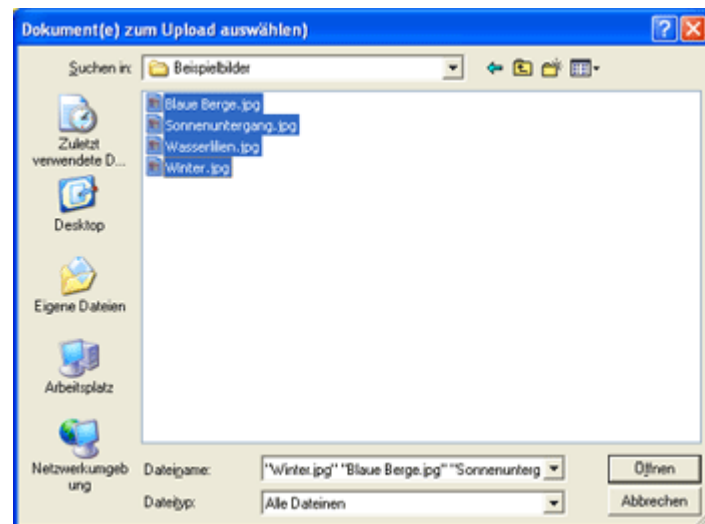 Dokument(e) zum Upload auswählen)
Suchen in:
Beispielbilder
Blaue Berge.jpg
Sonnenuntergang.jpg
Wasserlilien.jpg
Winter.jpg
Zuletzt
verwendete D...
Desktop
Eigene Dateien
Arbeitsplatz
Netzwerkumgeb
ung
Dateiname:
"Winter.jpg" "Blaue Berge.jpg" "Sonnenunterg
Öffnen
Dateityp:
Alle Dateinen
Abbrechen